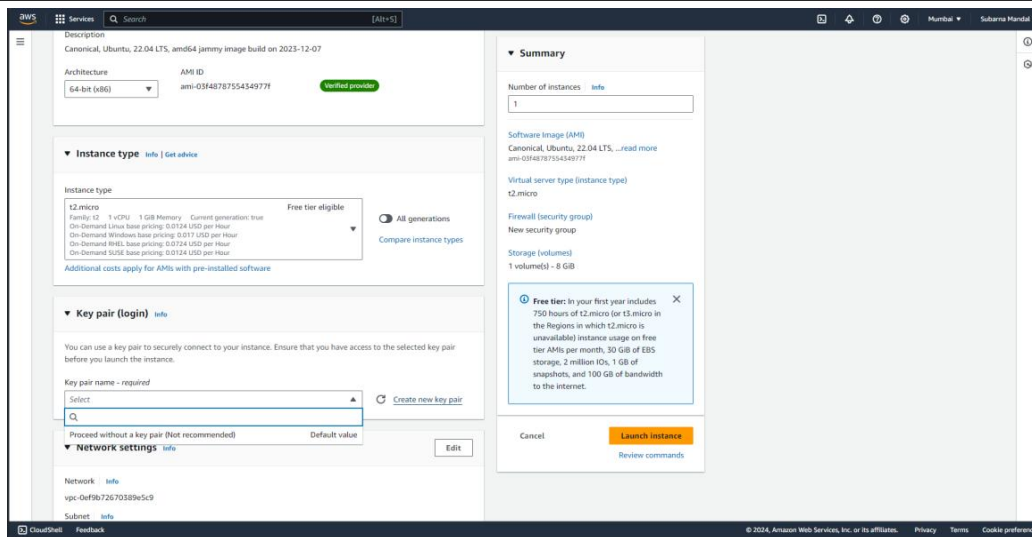 aws Services Search [Alt+S] Mumbai Subarna Mandal
Description
Canonical, Ubuntu, 22.04 LTS, amd64 jammy image build on 2023-12-07
Architecture AMI ID
64-bit (x86) ami-03f4878755434977f Verified provider
Instance type Info | Get advice
Instance type
t2.micro Free tier eligible
Family: t2 1 vCPU 1 GiB Memory Current generation: true
On-Demand Linux base pricing: 0.0124 USD per Hour
On-Demand Windows base pricing: 0.017 USD per Hour
On-Demand RHEL base pricing: 0.0724 USD per Hour
On-Demand SUSE base pricing: 0.0124 USD per Hour
All generations
Compare instance types
Additional costs apply for AMIs with pre-installed software
Key pair (login) Info
You can use a key pair to securely connect to your instance. Ensure that you have access to the selected key pair
before you launch the instance.
Key pair name - required
Select Create new key pair
Proceed without a key pair (Not recommended) Default value
Network settings Info Edit
Network Info
vpc-0ef9b72670389e5c9
Subnet Info
Summary
Number of instances Info
1
Software Image (AMI)
Canonical, Ubuntu, 22.04 LTS, ...read more
ami-03f4878755434977f
Virtual server type (instance type)
t2.micro
Firewall (security group)
New security group
Storage (volumes)
1 volume(s) - 8 GiB
Free tier: In your first year includes
750 hours of t2.micro (or t3.micro in
the Regions in which t2.micro is
unavailable) instance usage on free
tier AMIs per month, 30 GiB of EBS
storage, 2 million IOs, 1 GB of
snapshots, and 100 GB of bandwidth
to the internet.
Cancel Launch instance
Review commands
CloudShell Feedback © 2024, Amazon Web Services, Inc. or its affiliates. Privacy Terms Cookie preferenc